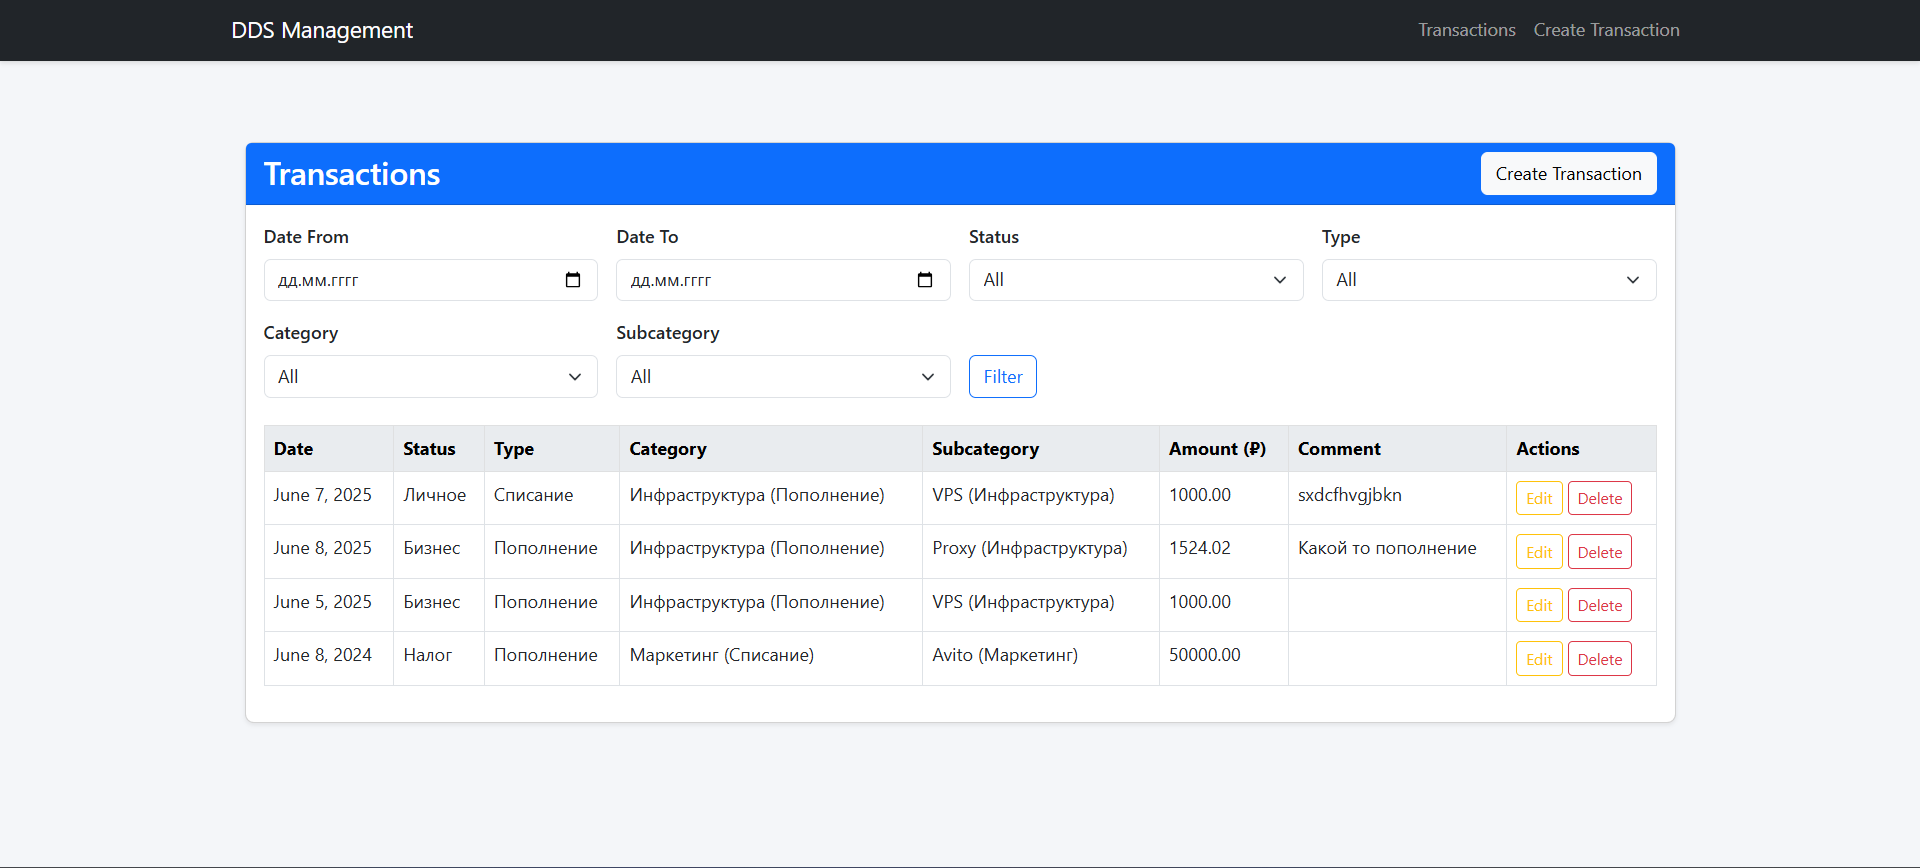 DDS Management Transactions Create Transaction
Transactions Create Transaction
Date From Date To Status Type
дд.мм.гггг дд.мм.гггг All All
Category Subcategory
All All Filter
Date Status Type Category Subcategory Amount (₽) Comment Actions
June 7, 2025 Личное Списание Инфраструктура (Пополнение) VPS (Инфраструктура) 1000.00 sxdcfhvgjbkn Edit Delete
June 8, 2025 Бизнес Пополнение Инфраструктура (Пополнение) Proxy (Инфраструктура) 1524.02 Какой то пополнение Edit Delete
June 5, 2025 Бизнес Пополнение Инфраструктура (Пополнение) VPS (Инфраструктура) 1000.00 Edit Delete
June 8, 2024 Налог Пополнение Маркетинг (Списание) Avito (Маркетинг) 50000.00 Edit Delete